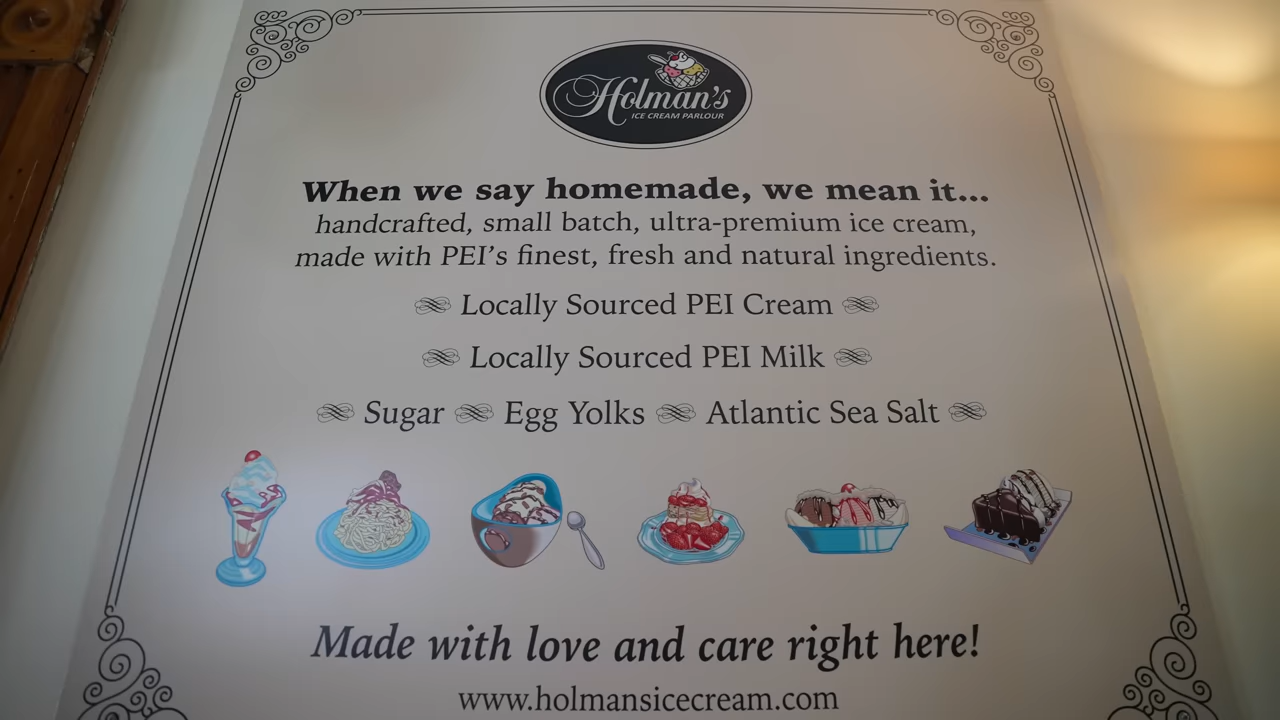 Holman's
ICE CREAM PARLOUR
When we say homemade, we mean it...
handcrafted, small batch, ultra-premium ice cream,
made with PEI's finest, fresh and natural ingredients.
Locally Sourced PEI Cream
Locally Sourced PEI Milk
Sugar Egg Yolks Atlantic Sea Salt
Made with love and care right here!
www.holmansicecream.com